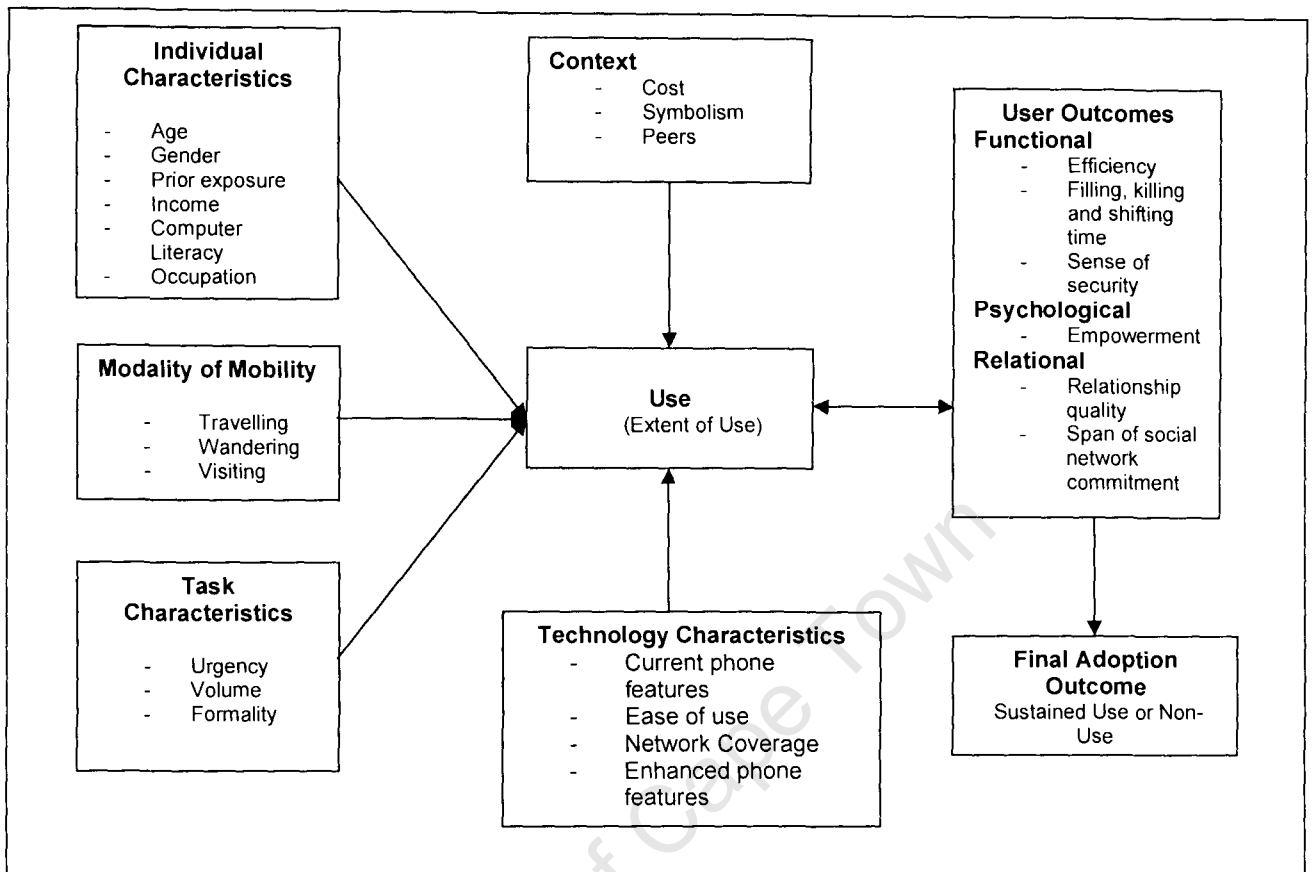 Individual
Characteristics
- Age
- Gender
- Prior exposure
- Income
- Computer
Literacy
- Occupation
Modality of Mobility
- Travelling
- Wandering
- Visiting
Task
Characteristics
- Urgency
- Volume
- Formality
Context
- Cost
- Symbolism
- Peers
Use
(Extent of Use)
Technology Characteristics
- Current phone
features
- Ease of use
- Network Coverage
- Enhanced phone
features
User Outcomes
Functional
- Efficiency
- Filling, killing
and shifting
time
- Sense of
security
Psychological
- Empowerment
Relational
- Relationship
quality
- Span of social
network
commitment
Final Adoption
Outcome
Sustained Use or Non-
Use
of Cape Town